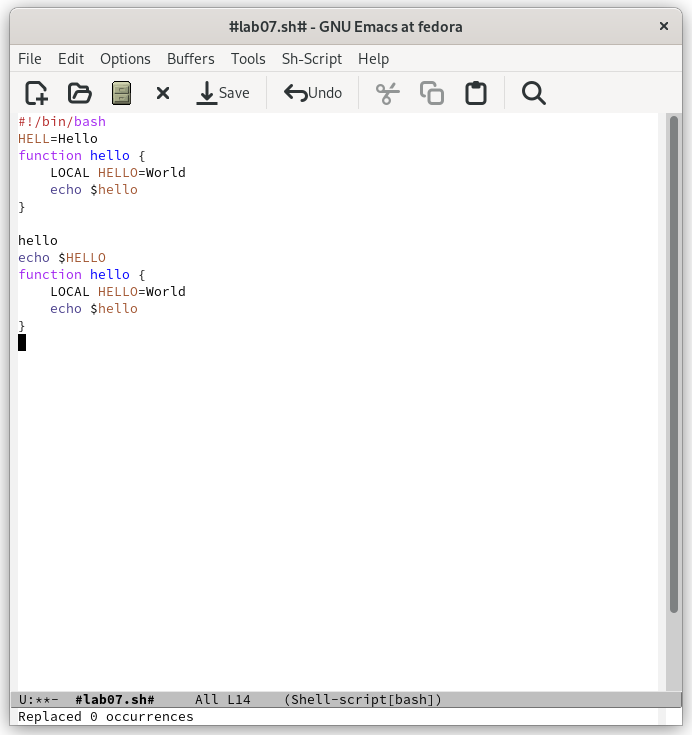 #lab07.sh# - GNU Emacs at fedora ×
File Edit Options Buffers Tools Sh-Script Help
Save Undo
#!/bin/bash
HELL=Hello
function hello {
    LOCAL HELLO=World
    echo $hello
}

hello
echo $HELLO
function hello {
    LOCAL HELLO=World
    echo $hello
}
U:**-  #lab07.sh#     All L14    (Shell-script[bash])
Replaced 0 occurrences